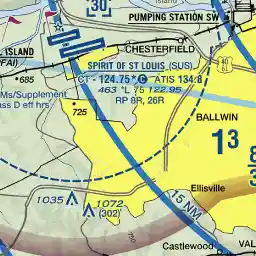 [30]
PUMPING STATION SW
L ISLAND
(FAI)
CHESTERFIELD
SPIRIT OF ST LOUIS (SUS)
CT - 124.75 * C ATIS 134.8
463 L 75 122.95
RP 8R, 26R
685
Ms/Supplement
ass D eff hrs
725
BALLWIN
13
Ellisville
15 NM
1035
1072
(302)
750
Castlewood
VAL